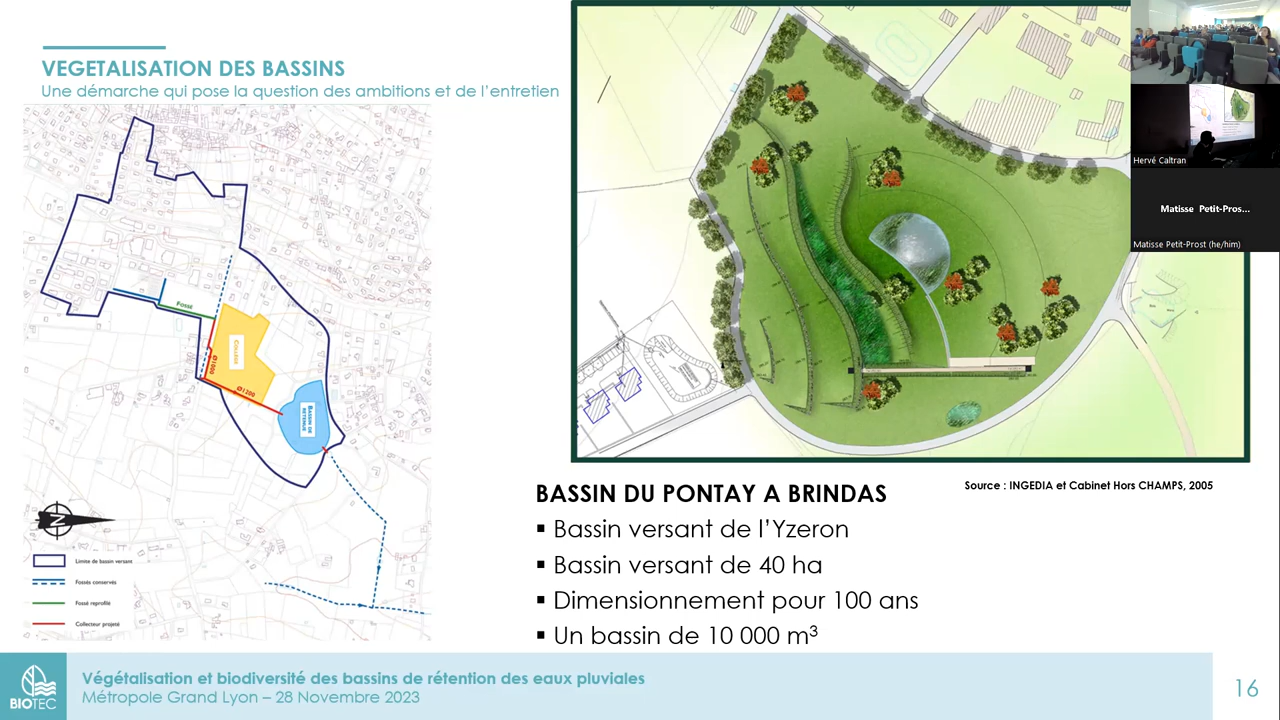 VEGETALISATION DES BASSINS
Une démarche qui pose la question des ambitions et de l'entretien
Fossé
COLLEGE
Ø1000
Ø1200
BASSIN DE
RETENUE
N
Limite de bassin versant
Fossés conservés
Fossé reprofilé
Collecteur projeté
Hervé Caltran
Matisse Petit-Pros...
Matisse Petit-Prost (he/him)
BASSIN DU PONTAY A BRINDAS
Source : INGEDIA et Cabinet Hors CHAMPS, 2005
▪ Bassin versant de l'Yzeron
▪ Bassin versant de 40 ha
▪ Dimensionnement pour 100 ans
▪ Un bassin de 10 000 m³
BIOTEC
Végétalisation et biodiversité des bassins de rétention des eaux pluviales
Métropole Grand Lyon – 28 Novembre 2023
16